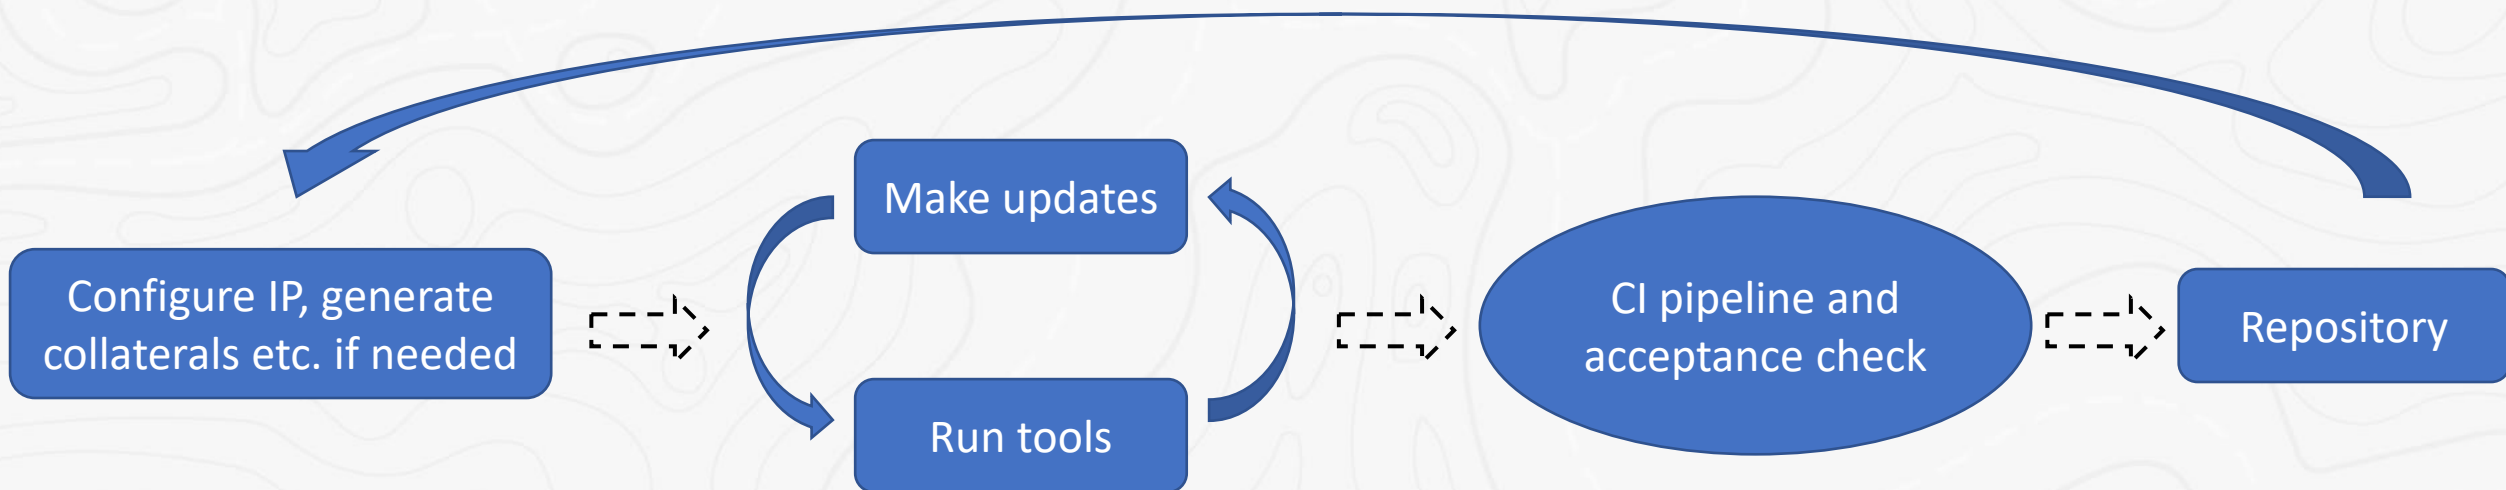 Configure IP, generate
collaterals etc. if needed
Make updates
Run tools
CI pipeline and
acceptance check
Repository